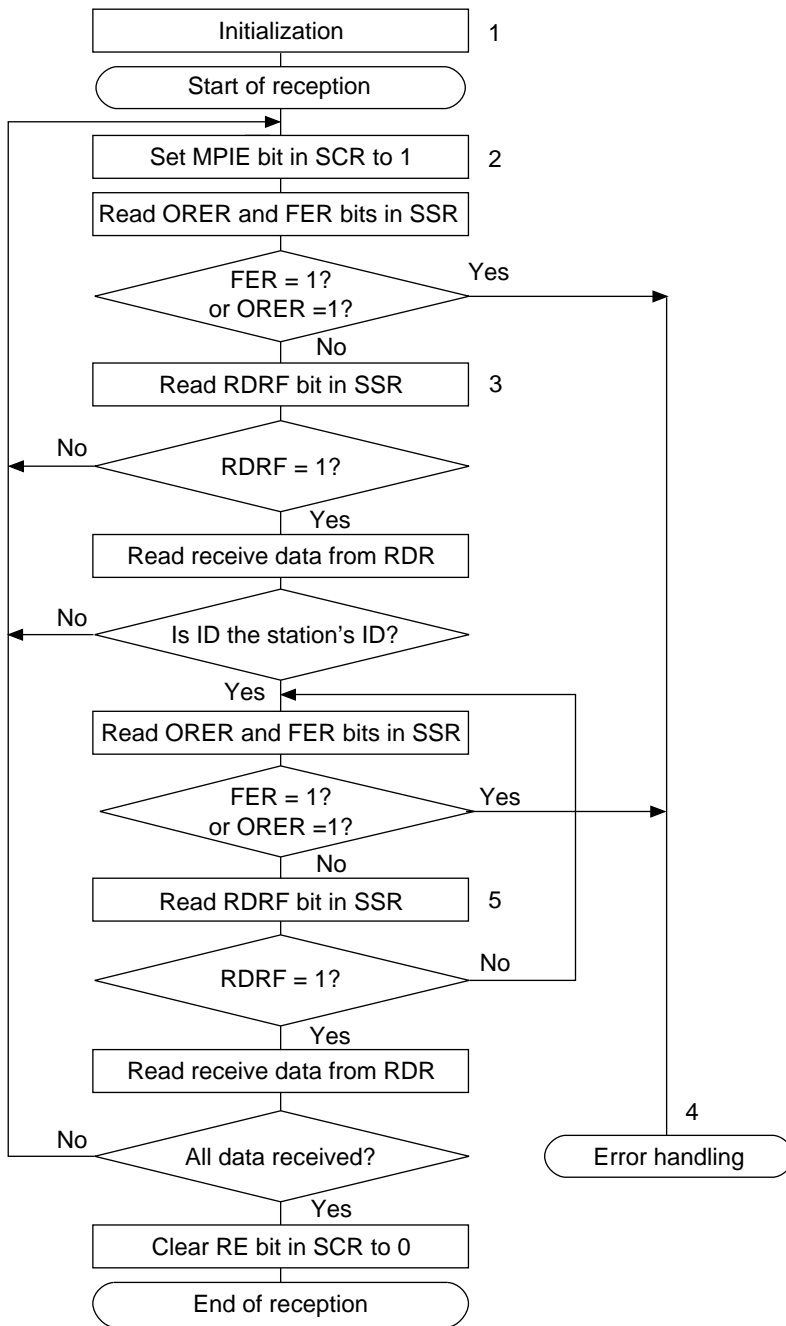 Initialization
1
Start of reception
Set MPIE bit in SCR to 1
2
Read ORER and FER bits in SSR
FER = 1?
or ORER =1?
Yes
No
Read RDRF bit in SSR
3
No
RDRF = 1?
Yes
Read receive data from RDR
No
Is ID the station's ID?
Yes
Read ORER and FER bits in SSR
FER = 1?
or ORER =1?
Yes
No
Read RDRF bit in SSR
5
RDRF = 1?
No
Yes
Read receive data from RDR
No
All data received?
4
Error handling
Yes
Clear RE bit in SCR to 0
End of reception